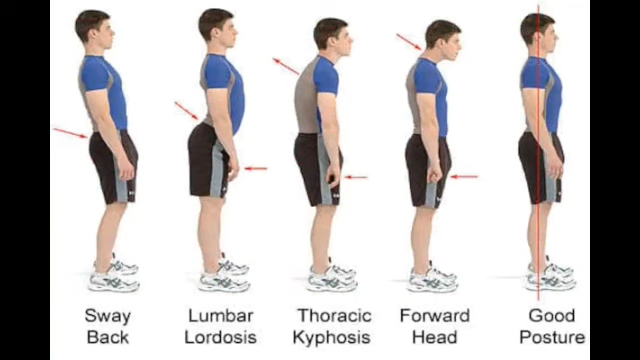 Sway
Back
Lumbar
Lordosis
Thoracic
Kyphosis
Forward
Head
Good
Posture